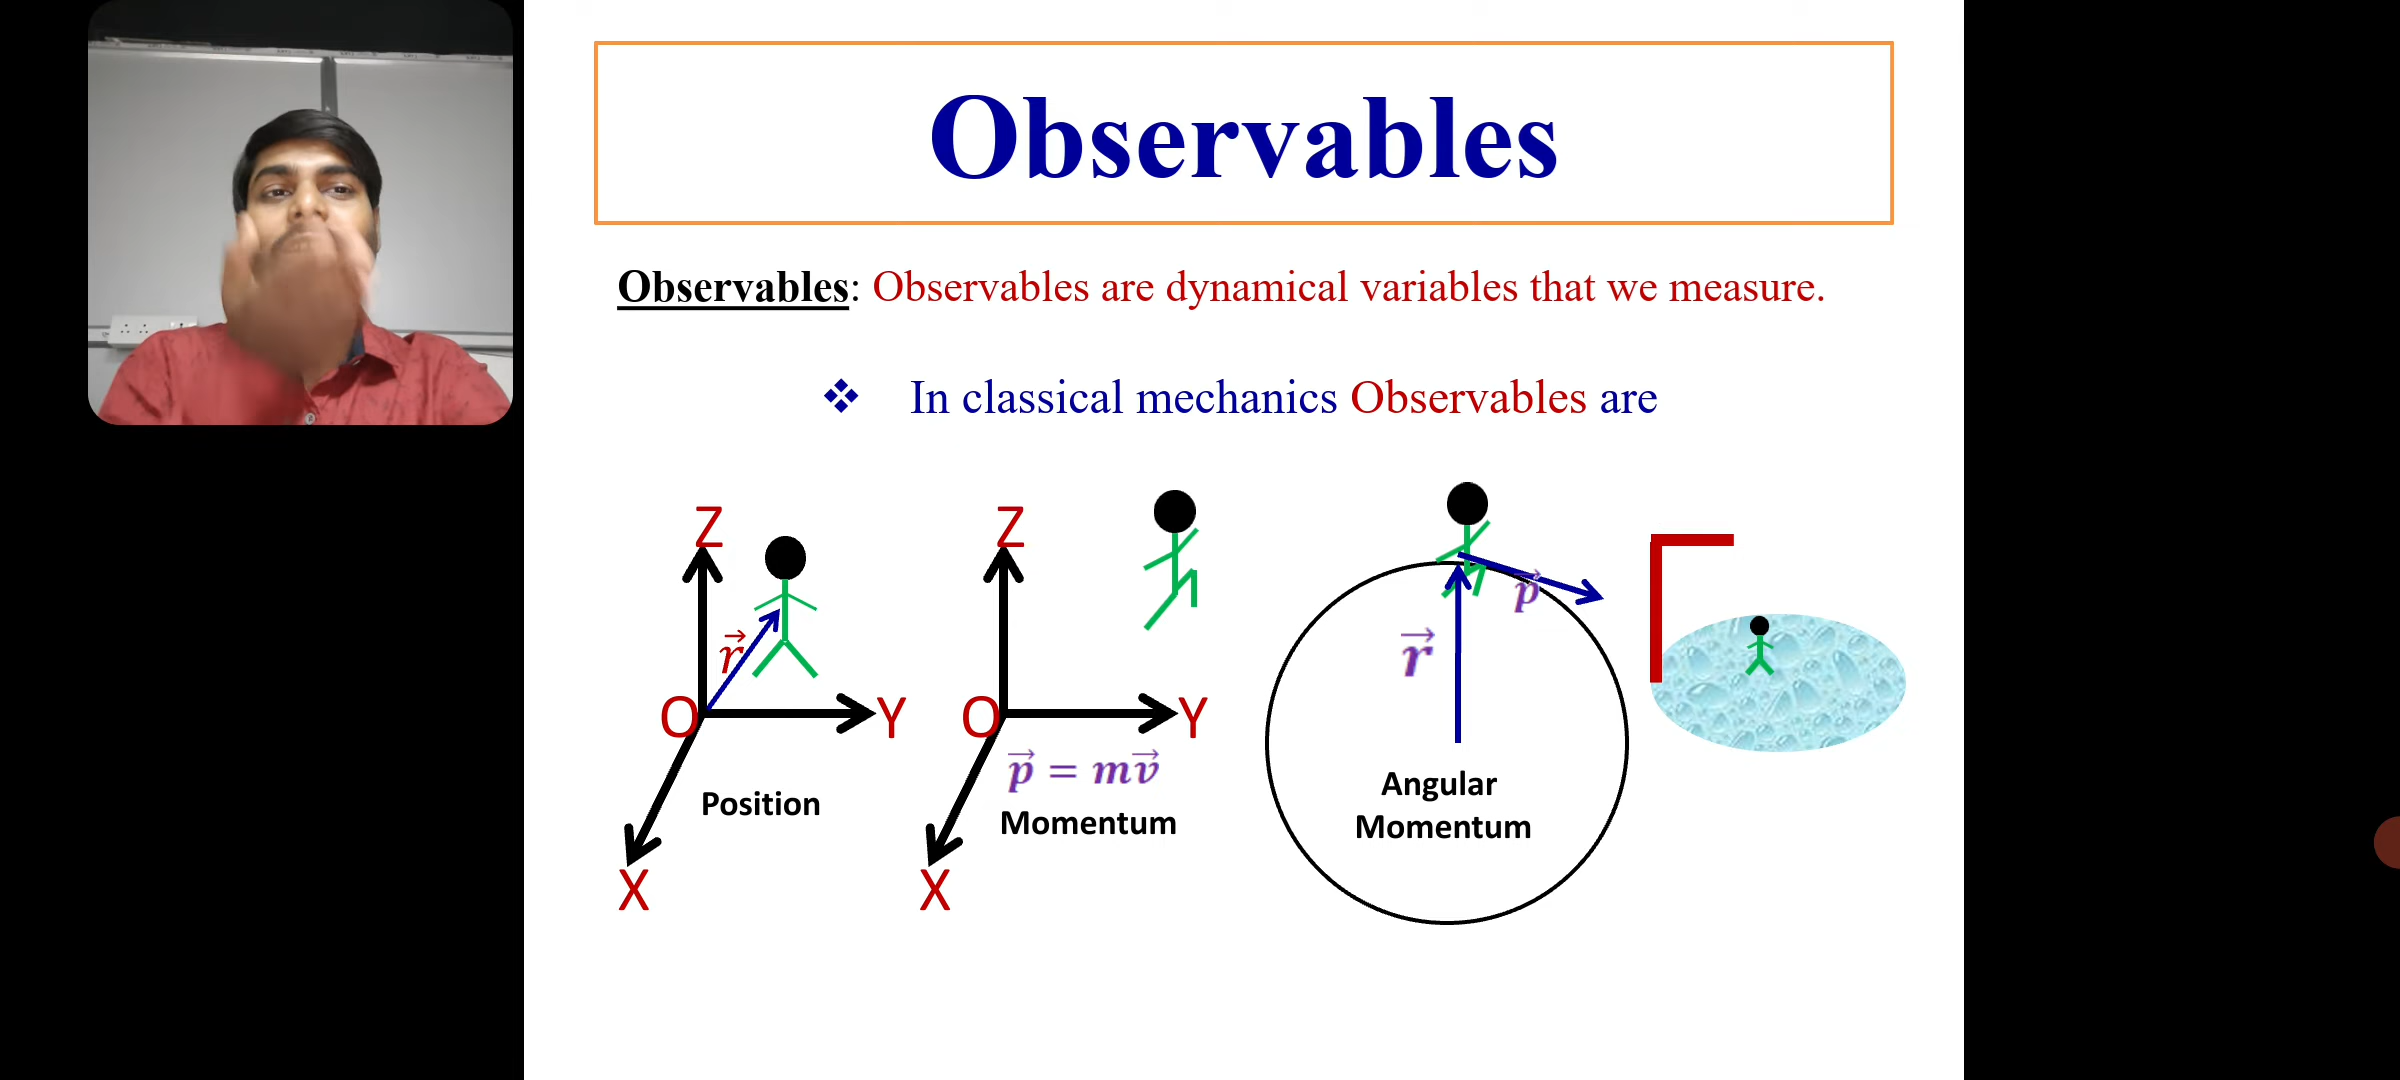 Observables
Observables: Observables are dynamical variables that we measure.
❖ In classical mechanics Observables are
Z
r⃗
O
Y
X
Position
Z
O
Y
p⃗ = mv⃗
Momentum
X
p⃗
r⃗
Angular
Momentum